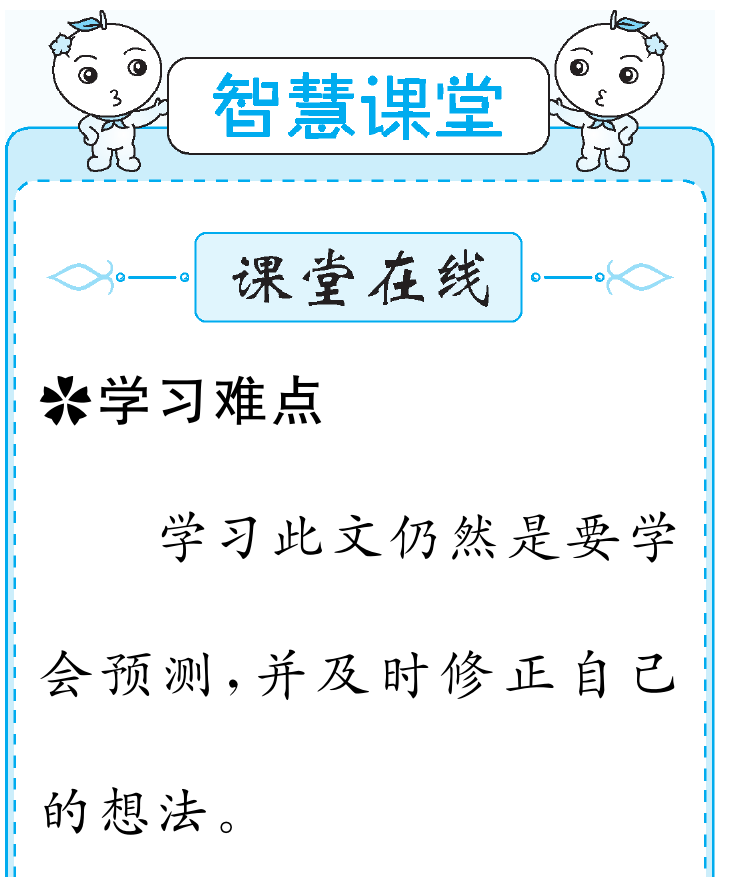 智慧课堂
课堂在线
学习难点
学习此文仍然是要学
会预测,并及时修正自己
的想法。